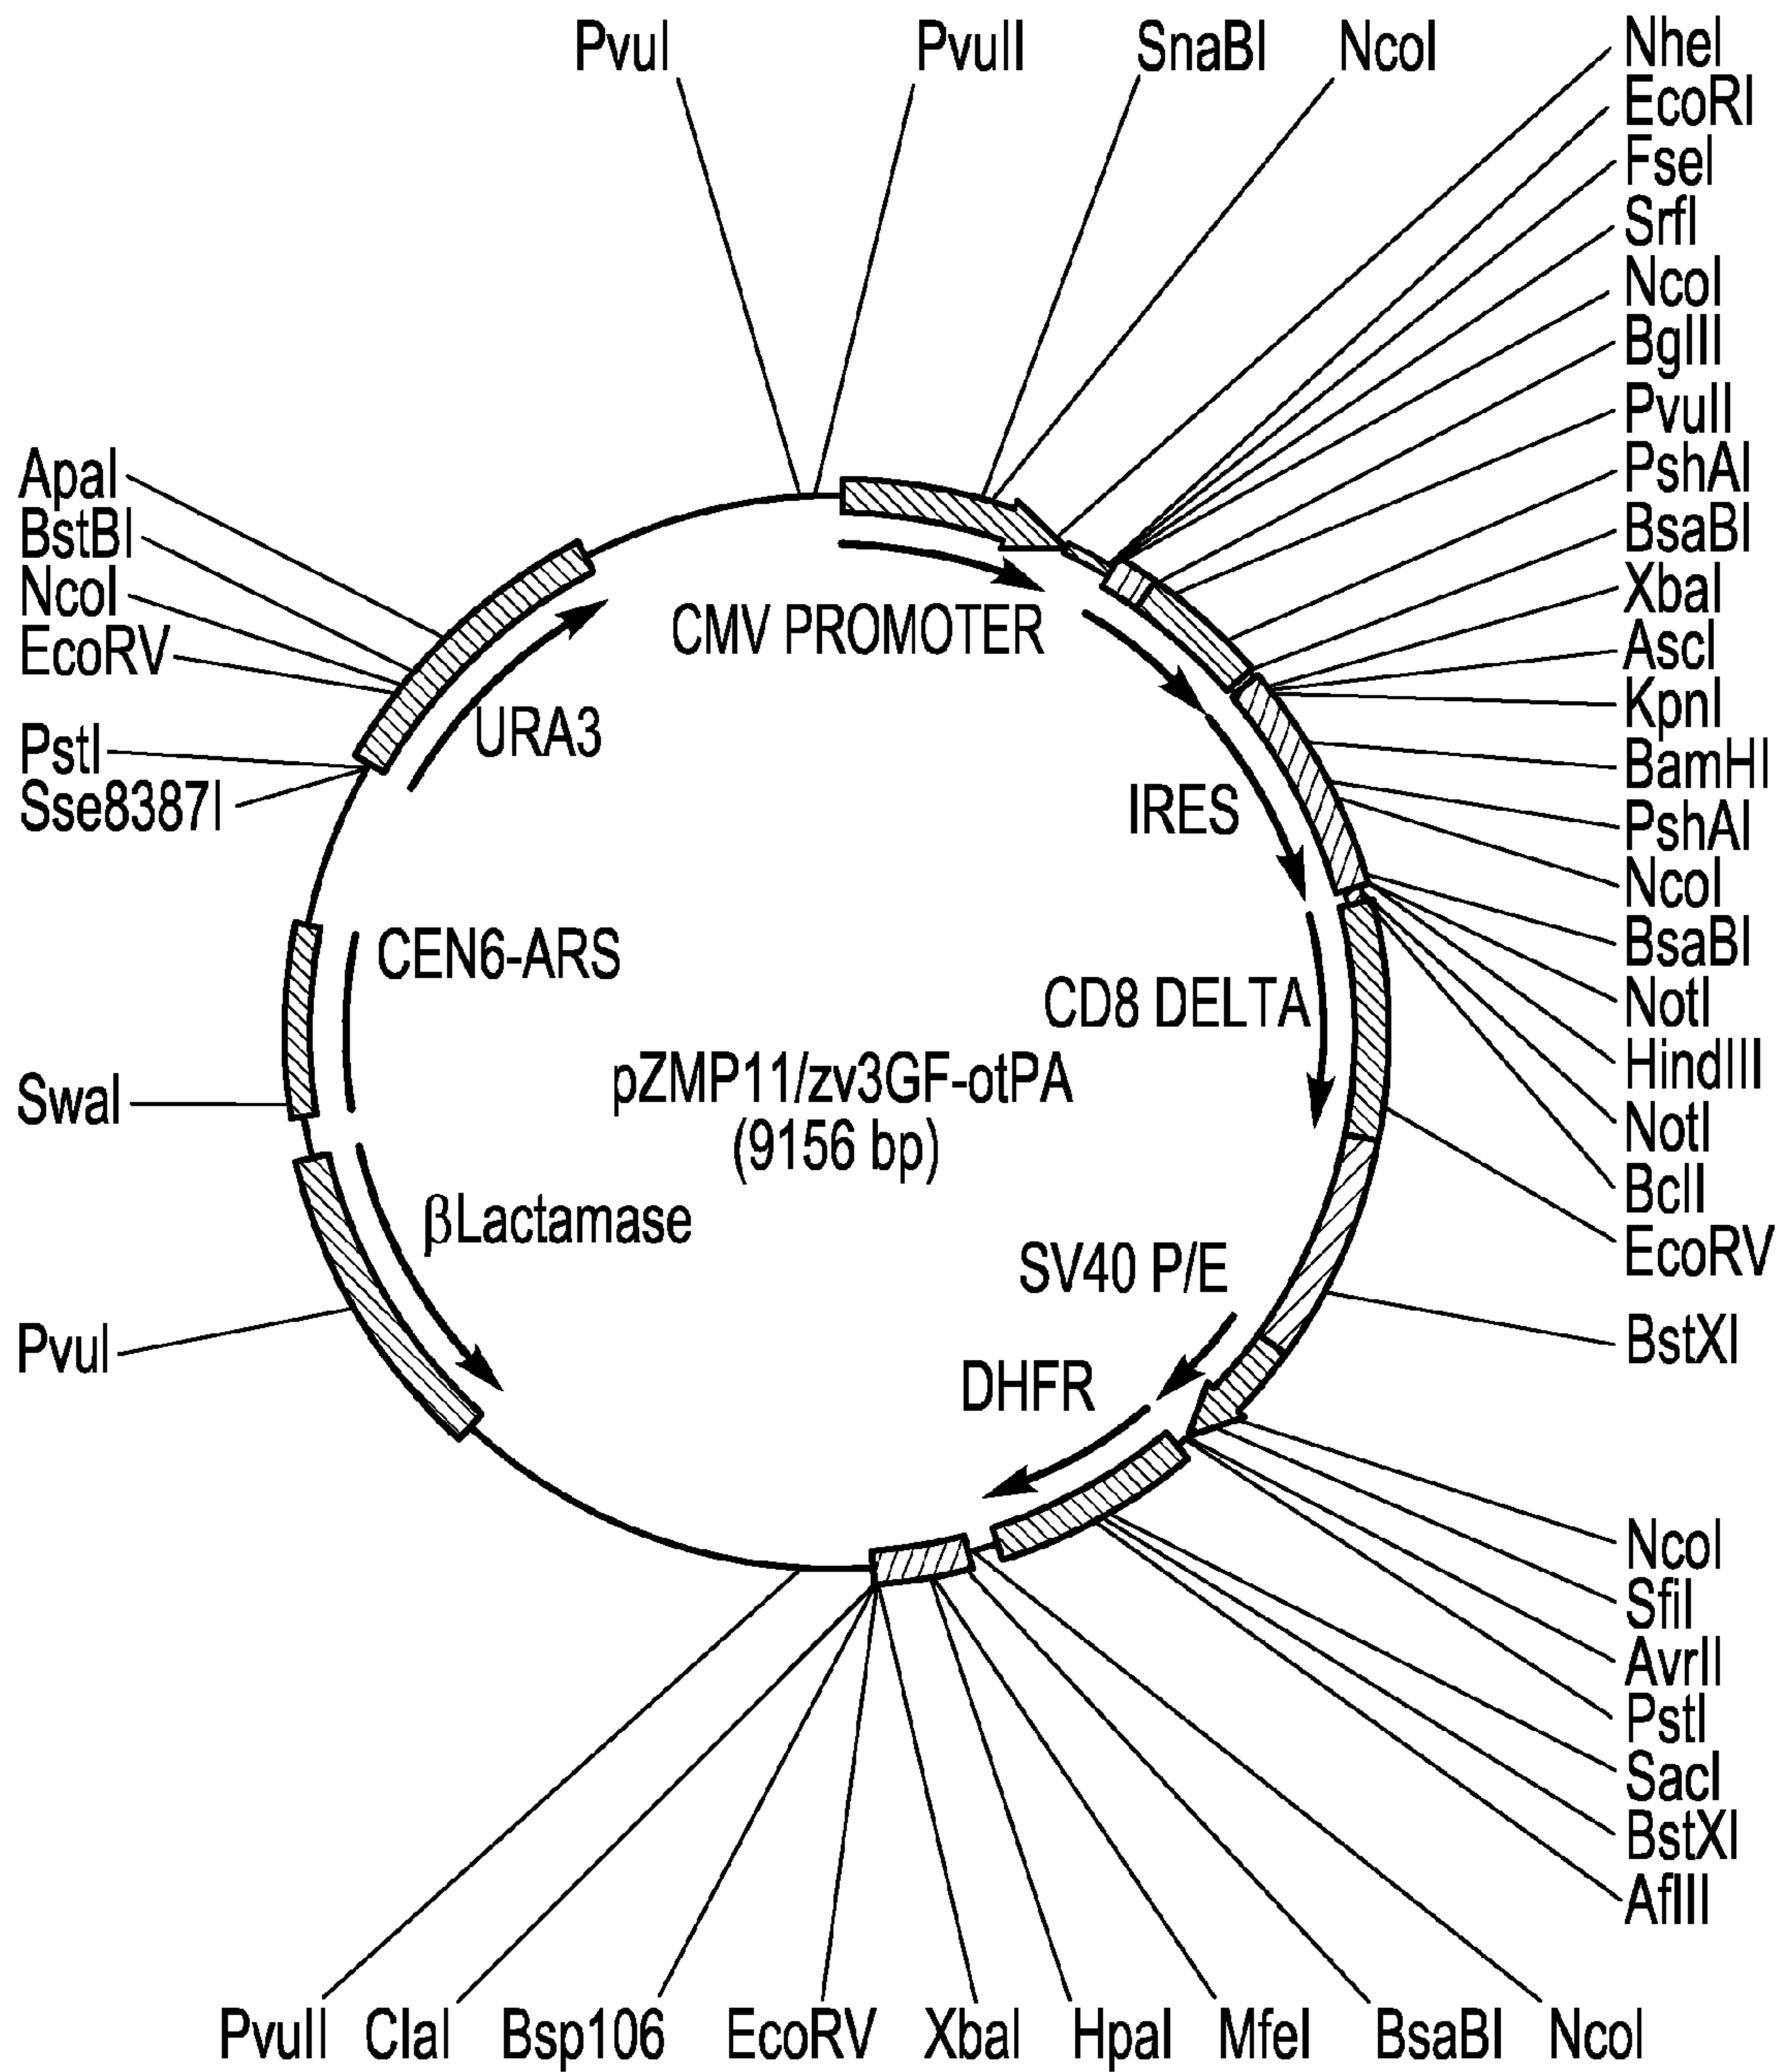 PvuI
PvuII
SnaBI
NcoI
NheI
EcoRI
FseI
SrfI
NcoI
BglII
PvuII
PshAI
BsaBI
XbaI
AscI
KpnI
BamHI
PshAI
NcoI
BsaBI
NotI
HindIII
NotI
BclI
EcoRV
BstXI
NcoI
SfiI
AvrII
PstI
SacI
BstXI
AflII
ApaI
BstBI
NcoI
EcoRV
PstI
Sse8387I
SwaI
PvuI
CMV PROMOTER
URA3
IRES
CEN6-ARS
CD8 DELTA
pZMP11/zv3GF-otPA
(9156 bp)
βLactamase
SV40 P/E
DHFR
PvuII ClaI Bsp106 EcoRV XbaI HpaI MfeI BsaBI NcoI